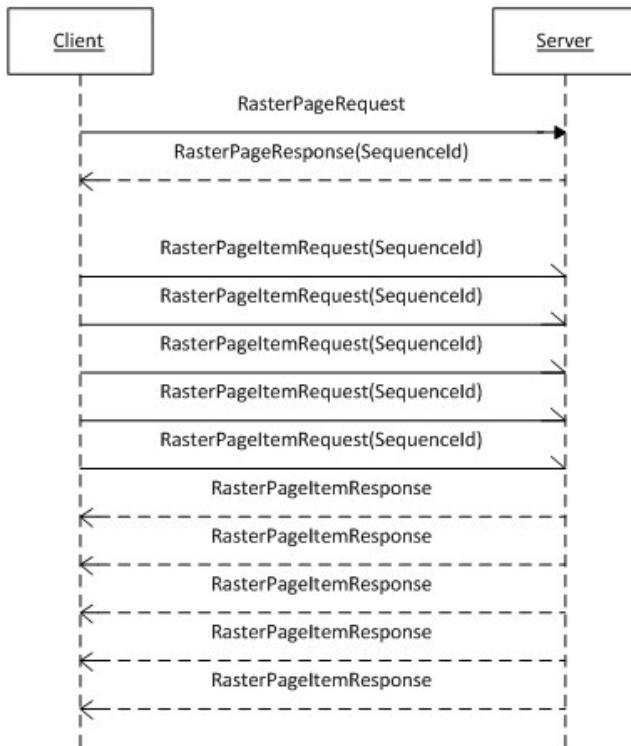 Client
Server
RasterPageRequest
RasterPageResponse(SequenceId)
RasterPageItemRequest(SequenceId)
RasterPageItemRequest(SequenceId)
RasterPageItemRequest(SequenceId)
RasterPageItemRequest(SequenceId)
RasterPageItemRequest(SequenceId)
RasterPageItemResponse
RasterPageItemResponse
RasterPageItemResponse
RasterPageItemResponse
RasterPageItemResponse